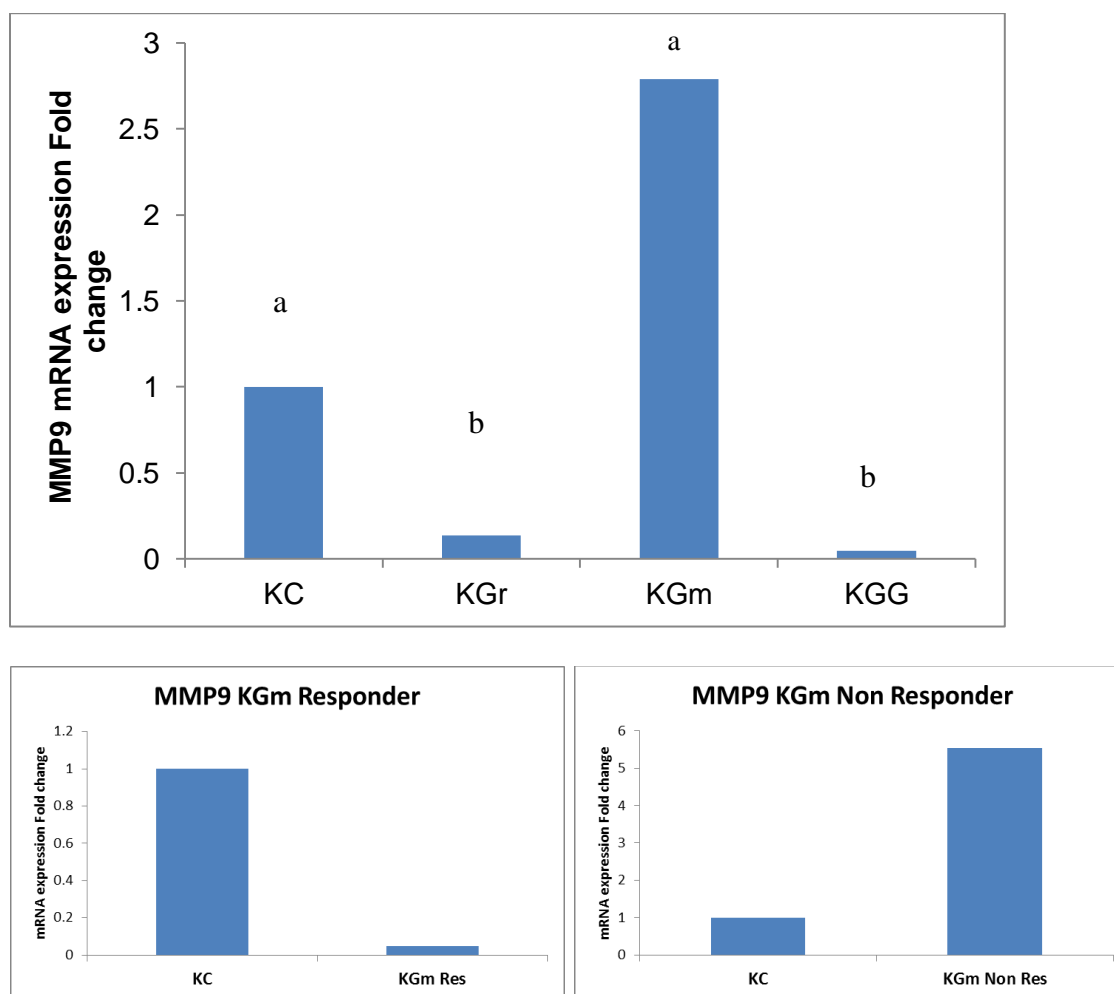 MMP9 mRNA expression Fold
change
3
2.5
2
1.5
1
0.5
0
a
b
a
b
KC KGr KGm KGG
MMP9 KGm Responder
mRNA expression Fold change
1.2
1
0.8
0.6
0.4
0.2
0
KC KGm Res
MMP9 KGm Non Responder
mRNA expression Fold change
6
5
4
3
2
1
0
KC KGm Non Res